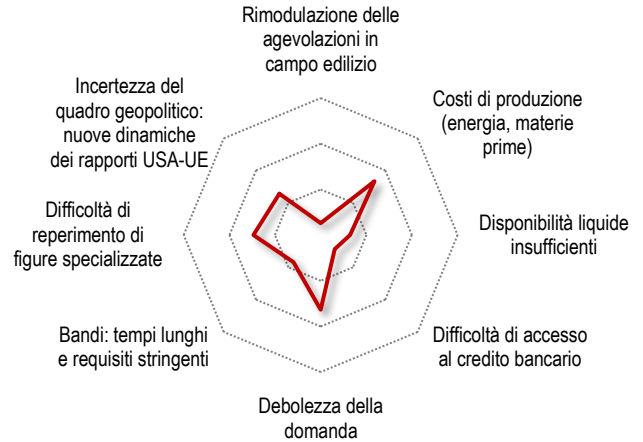 Rimodulazione delle
agevolazioni in
campo edilizio
Costi di produzione
(energia, materie
prime)
Disponibilità liquide
insufficienti
Difficoltà di accesso
al credito bancario
Debolezza della
domanda
Bandi: tempi lunghi
e requisiti stringenti
Difficoltà di
reperimento di
figure specializzate
Incertezza del
quadro geopolitico:
nuove dinamiche
dei rapporti USA-UE